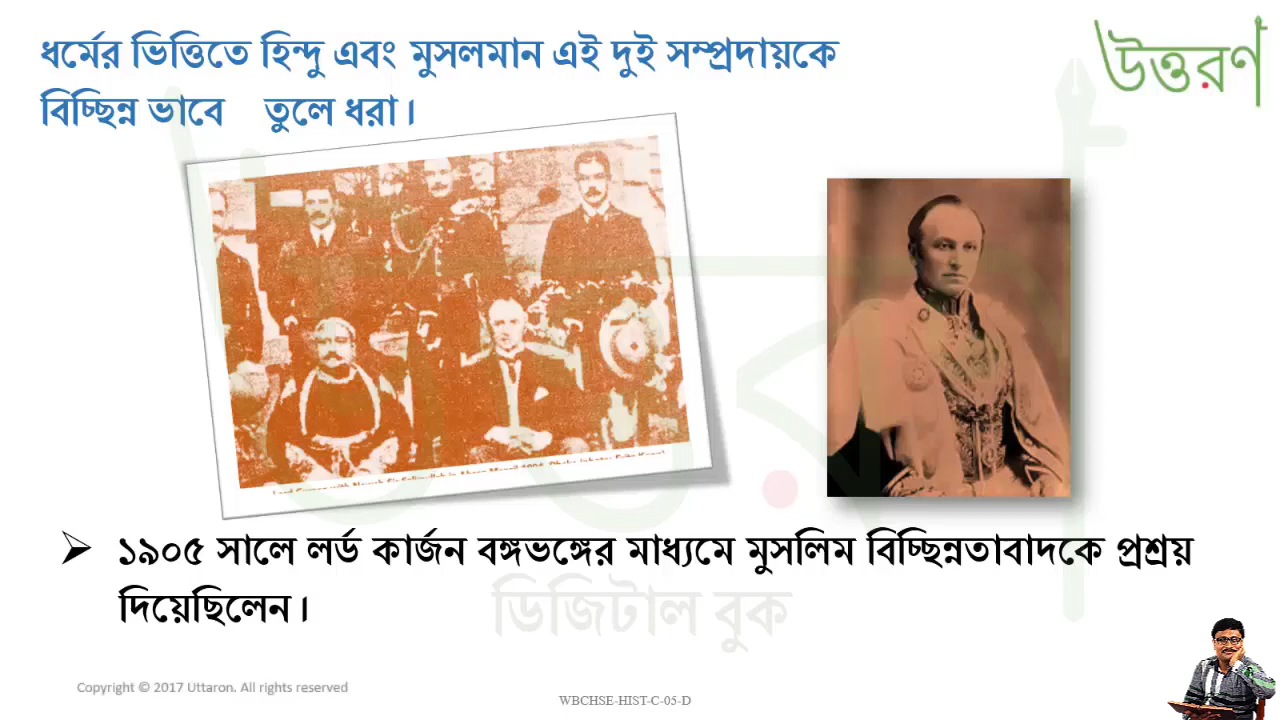 ধর্মের ভিত্তিতে হিন্দু এবং মুসলমান এই দুই সম্প্রদায়কে
বিচ্ছিন্ন ভাবে তুলে ধরা।
উত্তরণ
➢ ১৯০৫ সালে লর্ড কার্জন বঙ্গভঙ্গের মাধ্যমে মুসলিম বিচ্ছিন্নতাবাদকে প্রশ্রয়
দিয়েছিলেন।
ডিজিটাল বুক
Copyright © 2017 Uttaron. All rights reserved
WBCHSE-HIST-C-05-D